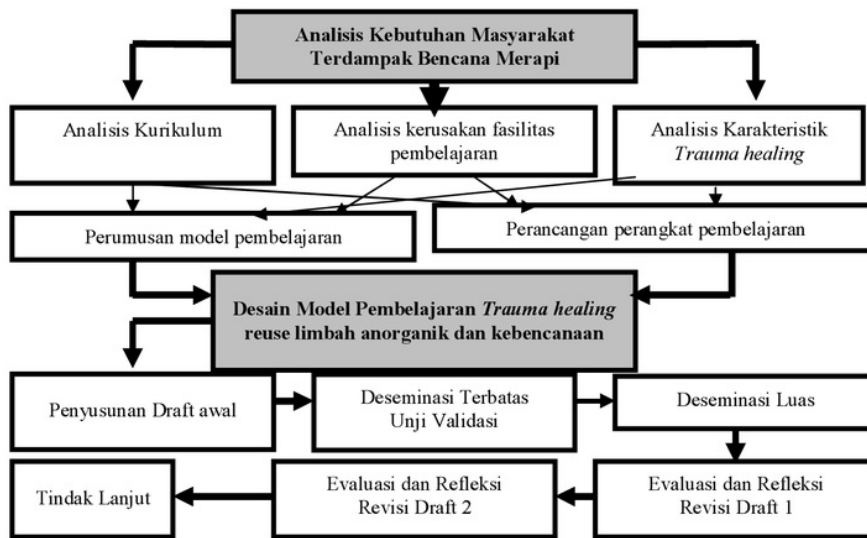 Analisis Kebutuhan Masyarakat
Terdampak Bencana Merapi
Analisis Kurikulum
Analisis kerusakan fasilitas
pembelajaran
Analisis Karakteristik
Trauma healing
Perumusan model pembelajaran
Perancangan perangkat pembelajaran
Desain Model Pembelajaran Trauma healing
reuse limbah anorganik dan kebencanaan
Penyusunan Draft awal
Deseminasi Terbatas
Unji Validasi
Deseminasi Luas
Tindak Lanjut
Evaluasi dan Refleksi
Revisi Draft 2
Evaluasi dan Refleksi
Revisi Draft 1